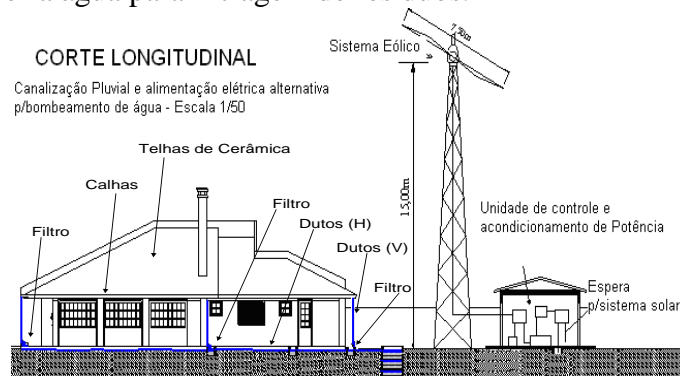 CORTE LONGITUDINAL
Canalização Pluvial e alimentação elétrica alternativa
p/bombeamento de água - Escala 1/50
Sistema Eólico
Telhas de Cerâmica
Calhas
Filtro
Filtro
Dutos (H)
Dutos (V)
Filtro
15,00m
Unidade de controle e
acondicionamento de Potência
Espera
p/sistema solar